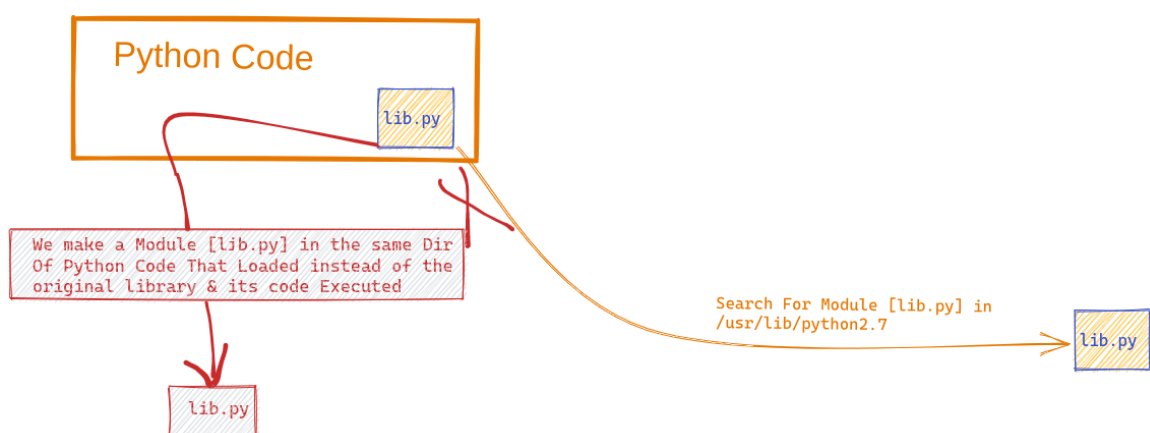 Python Code
lib.py
We make a Module [lib.py] in the same Dir
Of Python Code That Loaded instead of the
original library & its code Executed
Search For Module [lib.py] in
/usr/lib/python2.7
lib.py
lib.py